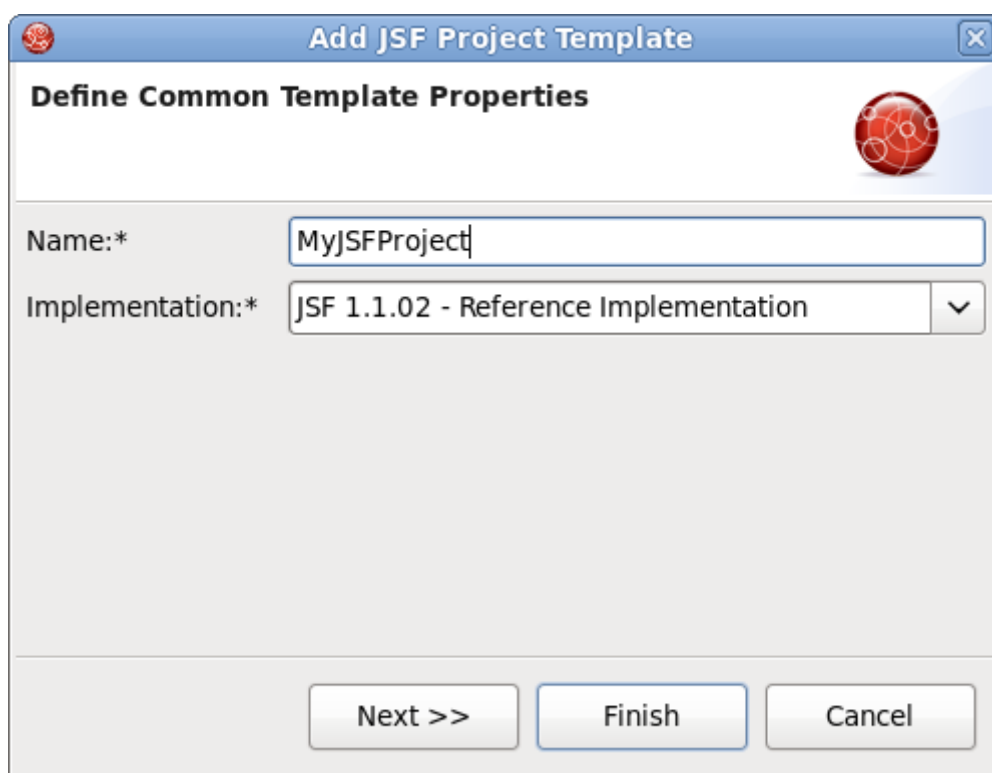 Add JSF Project Template
Define Common Template Properties
Name:* MyJSFProject
Implementation:* JSF 1.1.02 - Reference Implementation
Next >> Finish Cancel